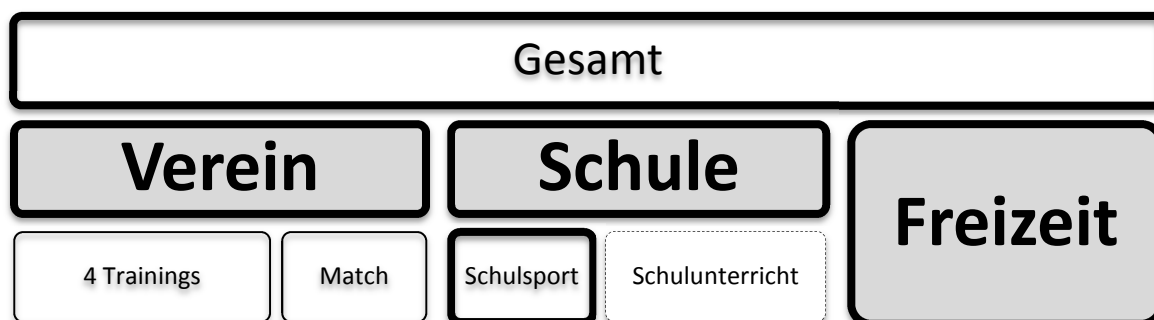 Gesamt
Verein
Schule
Freizeit
4 Trainings
Match
Schulsport
Schulunterricht